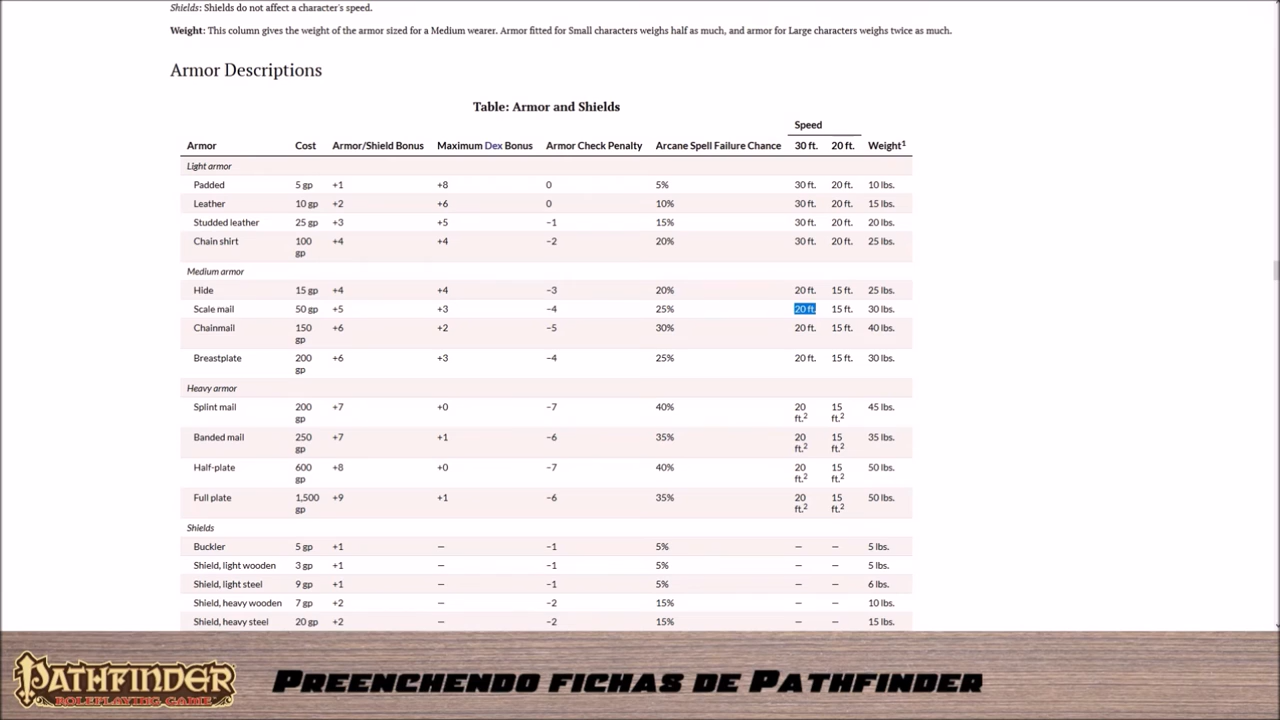 Shields: Shields do not affect a character's speed.
Weight: This column gives the weight of the armor sized for a Medium wearer. Armor fitted for Small characters weighs half as much, and armor for Large characters weighs twice as much.
Armor Descriptions
Table: Armor and Shields
Speed
Armor Cost Armor/Shield Bonus Maximum Dex Bonus Armor Check Penalty Arcane Spell Failure Chance 30 ft. 20 ft. Weight1
Light armor
Padded 5 gp +1 +8 0 5% 30 ft. 20 ft. 10 lbs.
Leather 10 gp +2 +6 0 10% 30 ft. 20 ft. 15 lbs.
Studded leather 25 gp +3 +5 −1 15% 30 ft. 20 ft. 20 lbs.
Chain shirt 100 gp +4 +4 −2 20% 30 ft. 20 ft. 25 lbs.
Medium armor
Hide 15 gp +4 +4 −3 20% 20 ft. 15 ft. 25 lbs.
Scale mail 50 gp +5 +3 −4 25% 20 ft. 15 ft. 30 lbs.
Chainmail 150 gp +6 +2 −5 30% 20 ft. 15 ft. 40 lbs.
Breastplate 200 gp +6 +3 −4 25% 20 ft. 15 ft. 30 lbs.
Heavy armor
Splint mail 200 gp +7 +0 −7 40% 20 ft.2 15 ft.2 45 lbs.
Banded mail 250 gp +7 +1 −6 35% 20 ft.2 15 ft.2 35 lbs.
Half-plate 600 gp +8 +0 −7 40% 20 ft.2 15 ft.2 50 lbs.
Full plate 1,500 gp +9 +1 −6 35% 20 ft.2 15 ft.2 50 lbs.
Shields
Buckler 5 gp +1 — −1 5% — — 5 lbs.
Shield, light wooden 3 gp +1 — −1 5% — — 5 lbs.
Shield, light steel 9 gp +1 — −1 5% — — 6 lbs.
Shield, heavy wooden 7 gp +2 — −2 15% — — 10 lbs.
Shield, heavy steel 20 gp +2 — −2 15% — — 15 lbs.
PATHFINDER
ROLEPLAYING GAME
PREENCHENDO FICHAS DE PATHFINDER